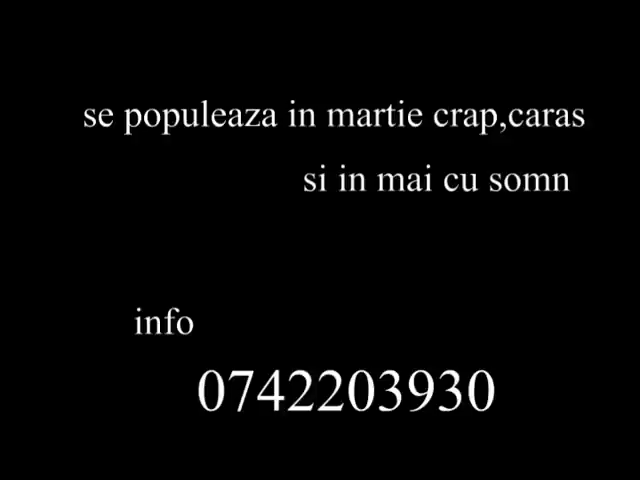 se populeaza in martie crap,caras
si in mai cu somn
info
0742203930